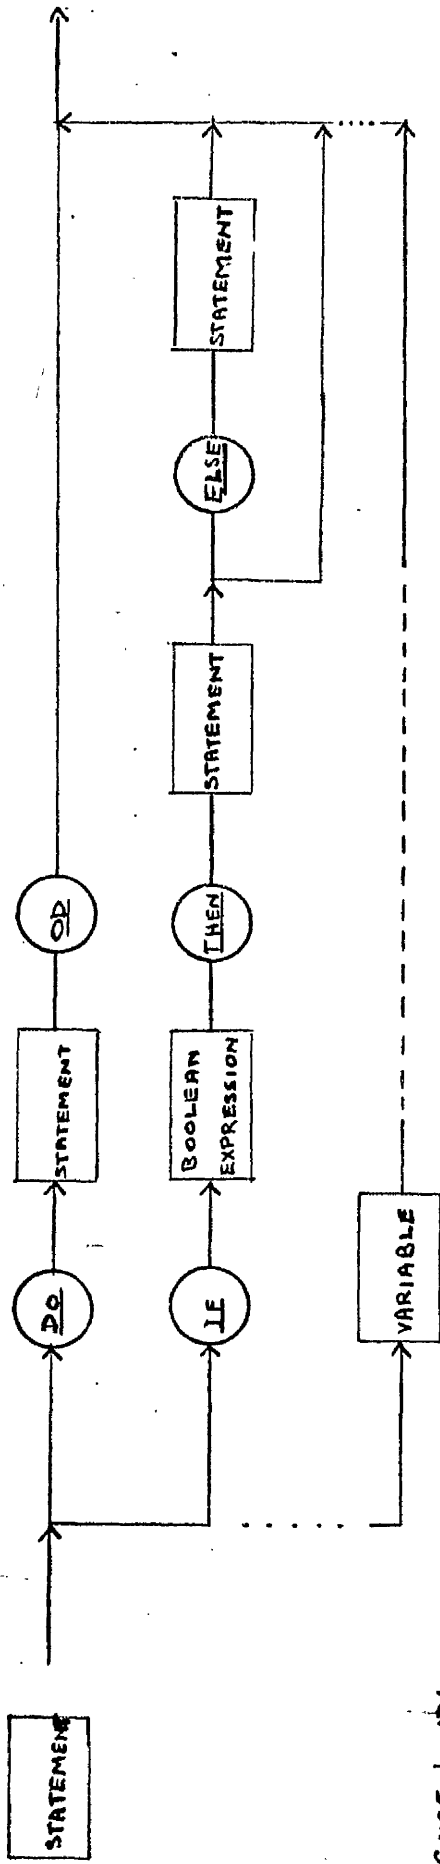 STATEMENT
DO
STATEMENT
OD
IF
BOOLEAN
EXPRESSION
THEN
STATEMENT
ELSE
STATEMENT
VARIABLE